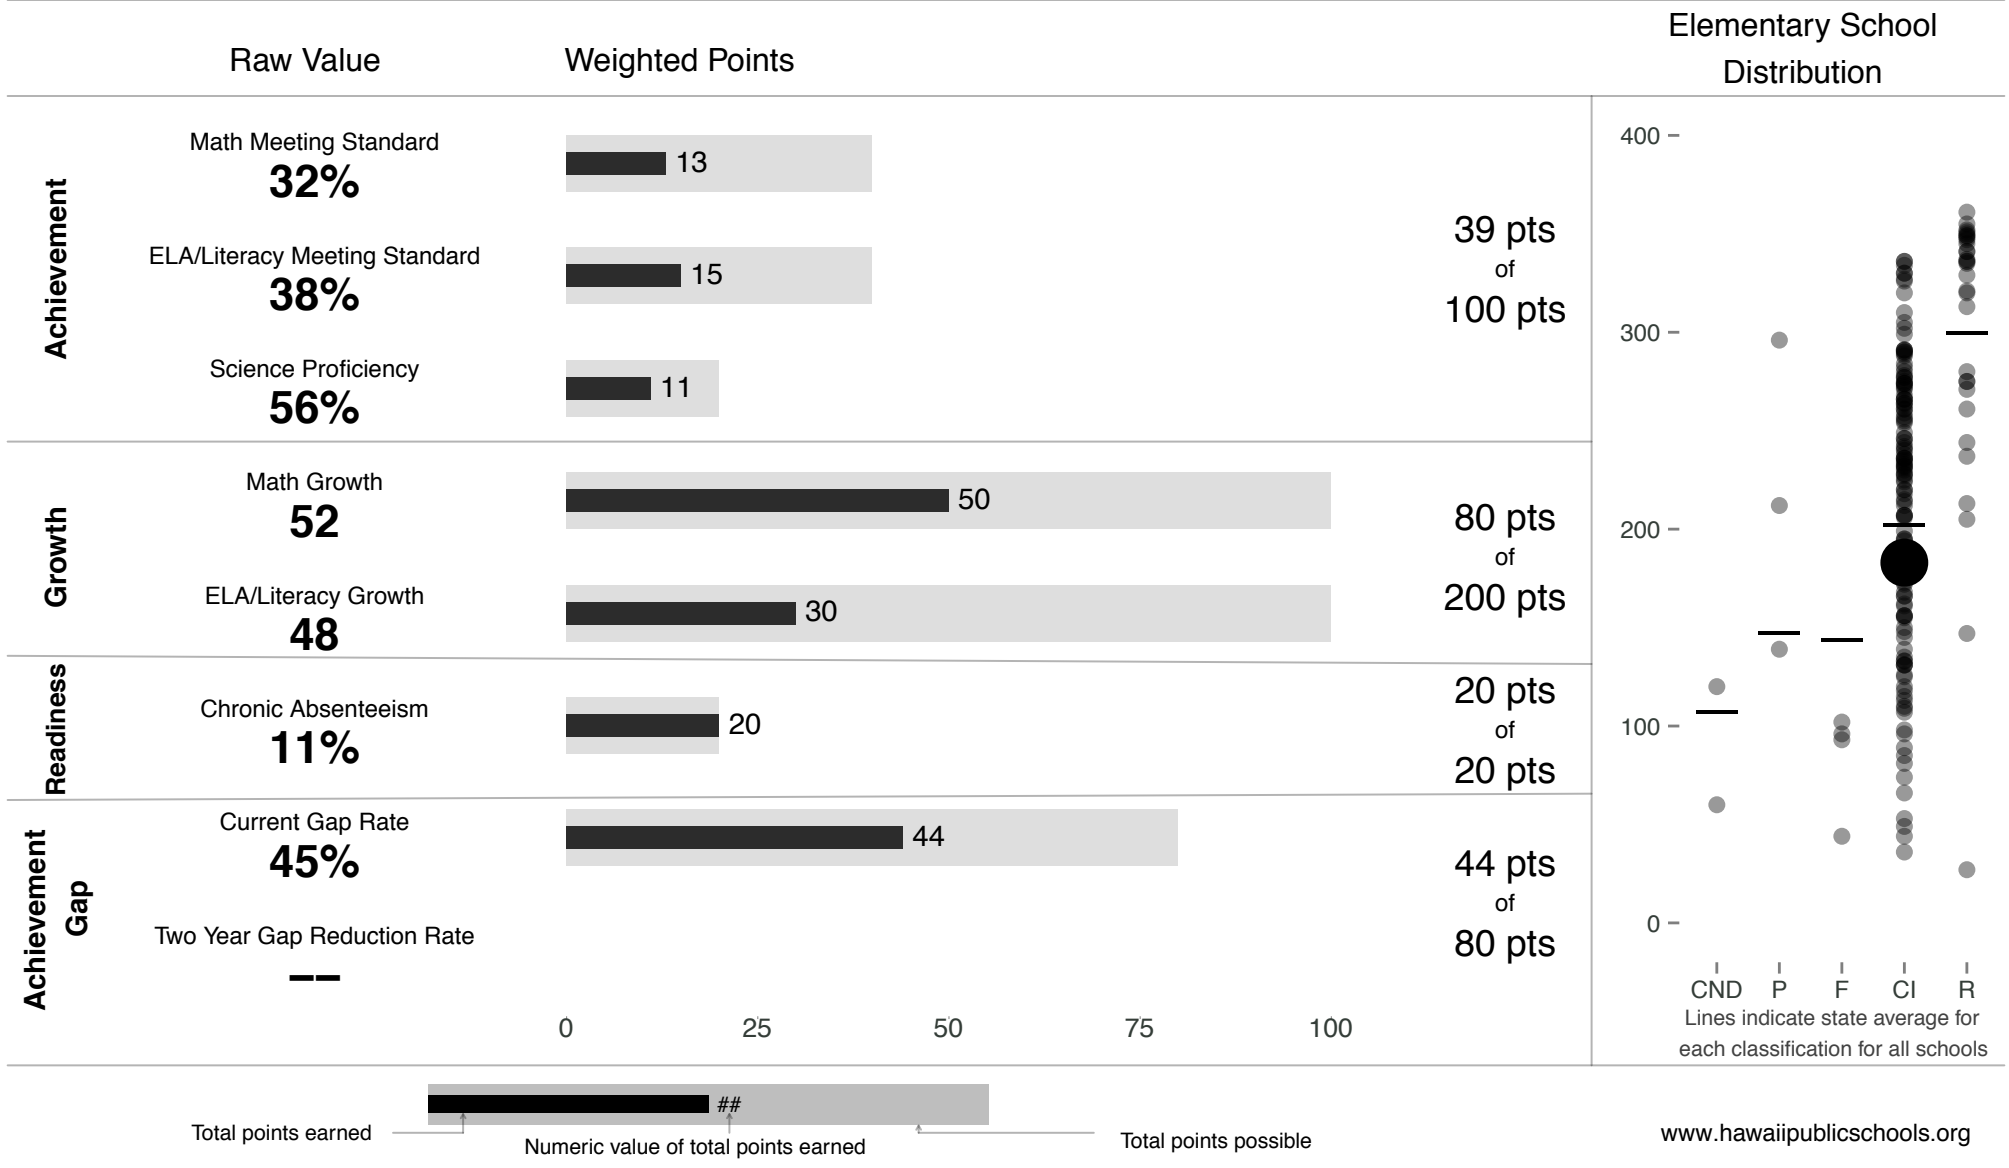 Raw Value
Weighted Points
Elementary School
Distribution
Achievement
Math Meeting Standard
32%
13
ELA/Literacy Meeting Standard
38%
15
Science Proficiency
56%
11
39 pts
of
100 pts
Growth
Math Growth
52
50
ELA/Literacy Growth
48
30
80 pts
of
200 pts
Readiness
Chronic Absenteeism
11%
20
20 pts
of
20 pts
Achievement
Gap
Current Gap Rate
45%
44
Two Year Gap Reduction Rate
––
44 pts
of
80 pts
0 25 50 75 100
400
300
200
100
0
CND P F CI R
Lines indicate state average for
each classification for all schools
##
Total points earned
Numeric value of total points earned
Total points possible
www.hawaiipublicschools.org